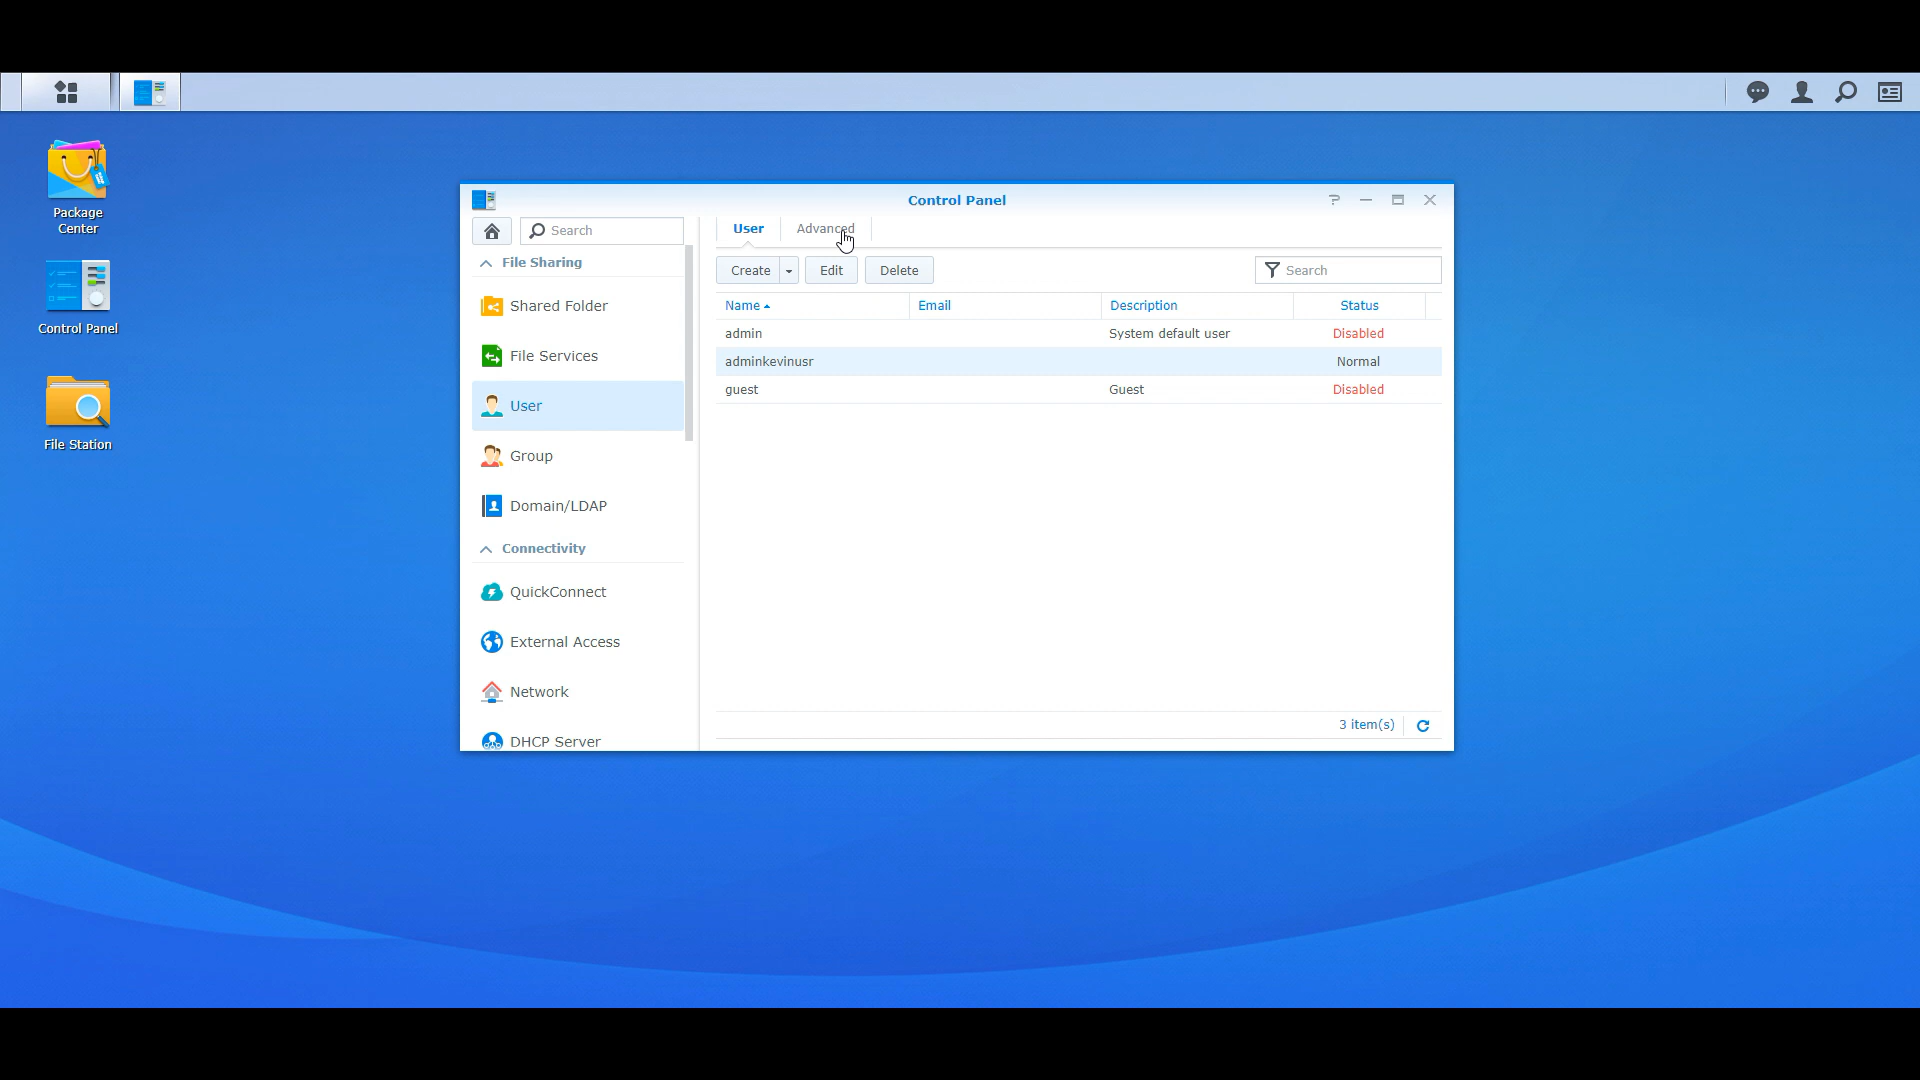 Package
Center
Control Panel
File Station
Control Panel
Search
File Sharing
Shared Folder
File Services
User
Group
Domain/LDAP
Connectivity
QuickConnect
External Access
Network
DHCP Server
User Advanced
Create Edit Delete Search
Name Email Description Status
admin System default user Disabled
adminkevinusr Normal
guest Guest Disabled
3 item(s)